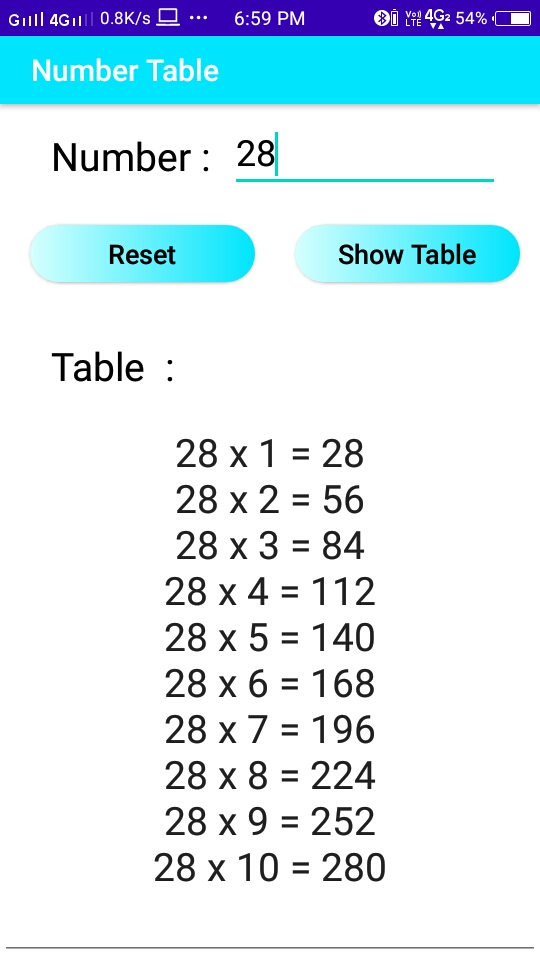 4G 0.8K/s ... 6:59 PM VoLTE 4G2 54%
Number Table
Number : 28
Reset Show Table
Table :
28 x 1 = 28
28 x 2 = 56
28 x 3 = 84
28 x 4 = 112
28 x 5 = 140
28 x 6 = 168
28 x 7 = 196
28 x 8 = 224
28 x 9 = 252
28 x 10 = 280